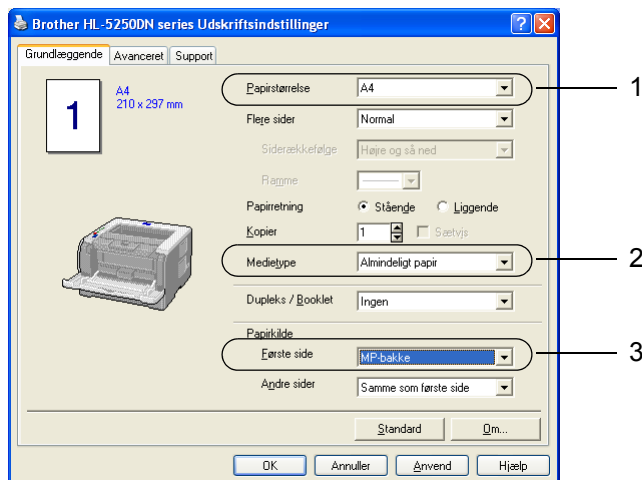 Brother HL-5250DN series Udskriftsindstillinger
Grundlæggende Avanceret Support
1
A4
210 x 297 mm
Papirstørrelse A4 1
Flere sider Normal
Siderækkefølge Højre og så ned
Ramme
Papirretning Stående Liggende
Kopier 1 Sætvis
Medietype Almindeligt papir 2
Dupleks / Booklet Ingen
Papirkilde
Første side MP-bakke 3
Andre sider Samme som første side
Standard Om...
OK Annuller Anvend Hjælp